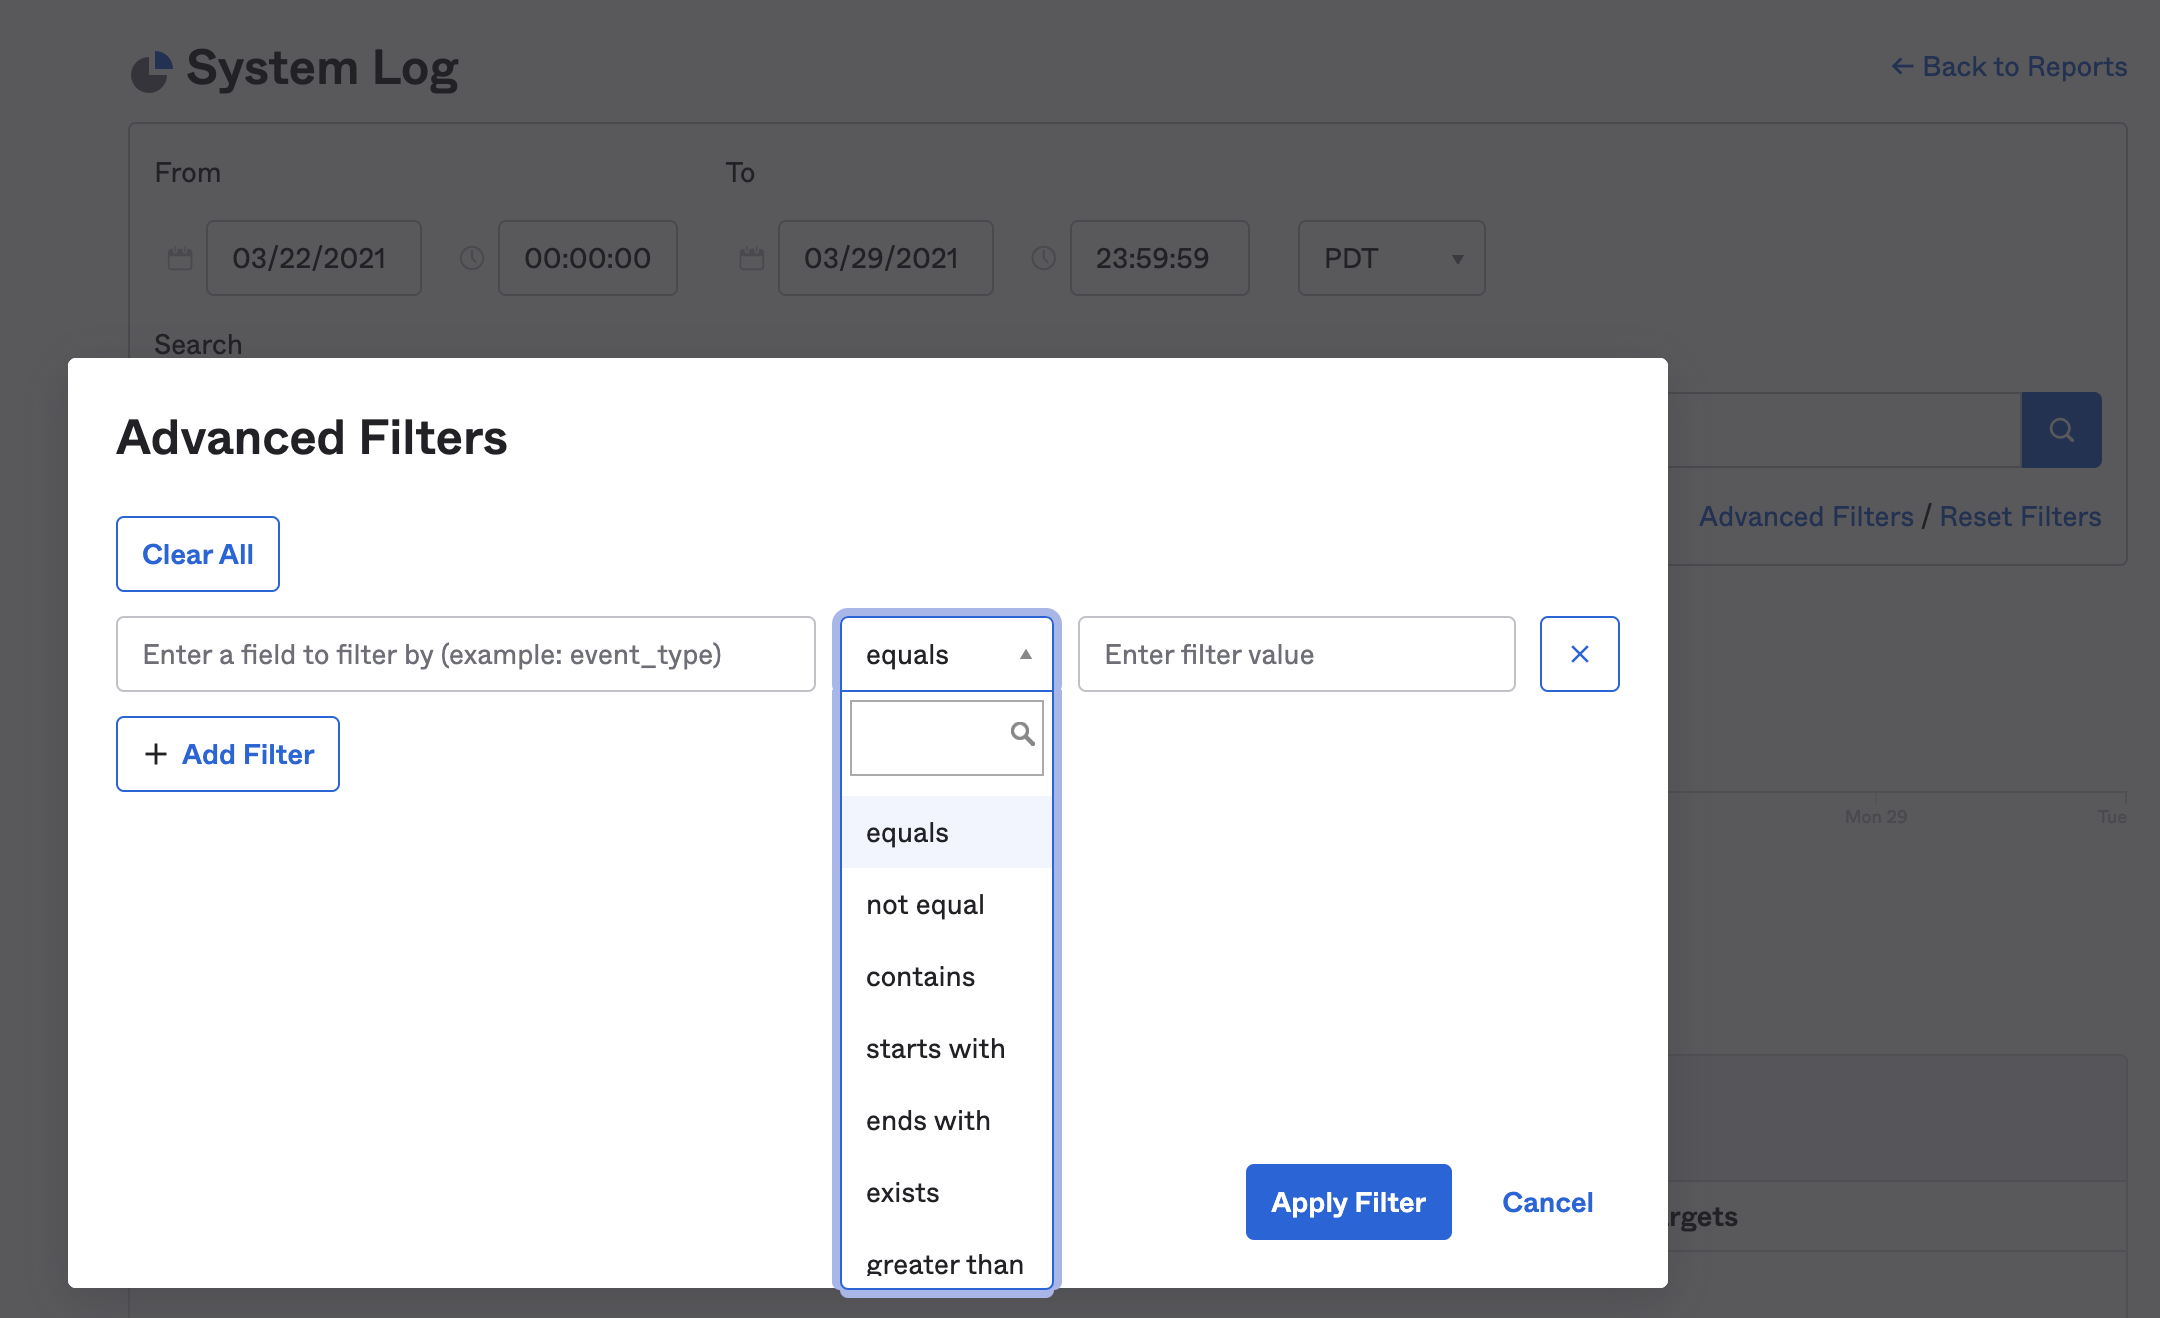 System Log
← Back to Reports
From
To
03/22/2021
00:00:00
03/29/2021
23:59:59
PDT
Search
Advanced Filters / Reset Filters
Advanced Filters
Clear All
Enter a field to filter by (example: event_type)
equals
Enter filter value
+ Add Filter
equals
not equal
contains
starts with
ends with
exists
greater than
Apply Filter
Cancel
Mon 29
Tue
rgets